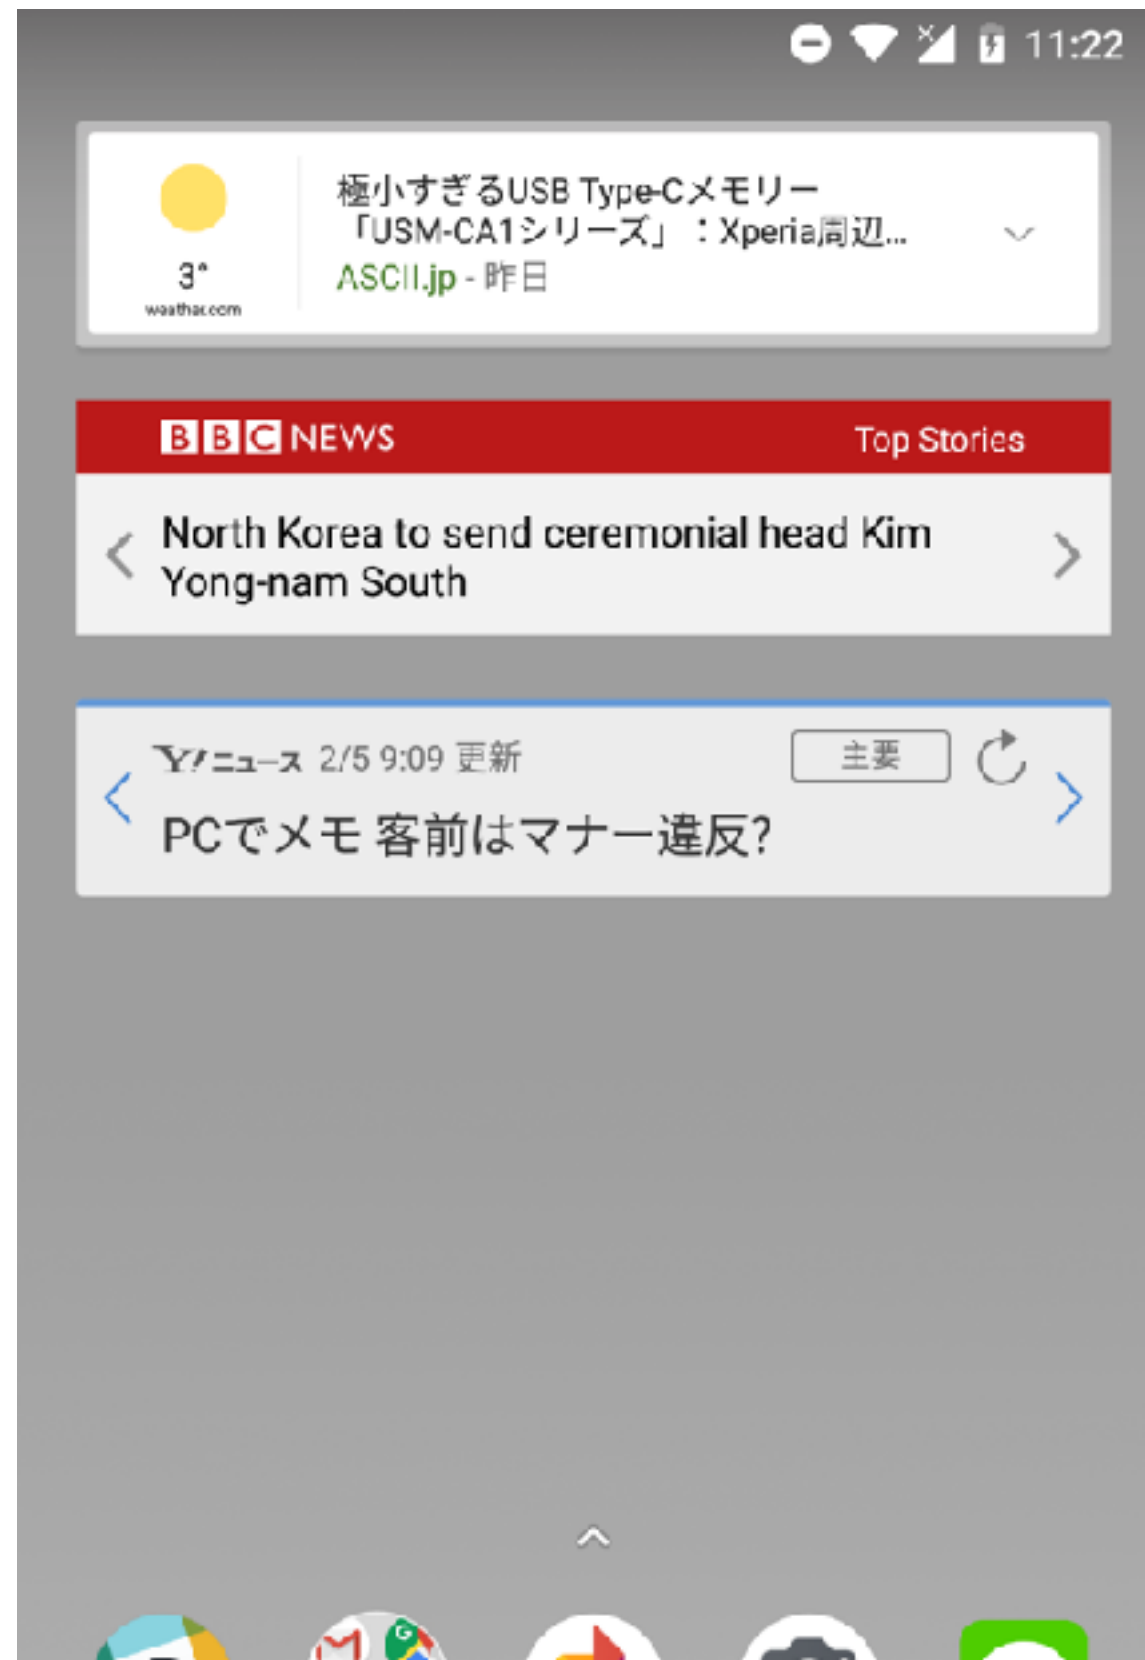 11:22
極小すぎるUSB Type-Cメモリー
「USM-CA1シリーズ」：Xperia周辺...
3°
ASCII.jp - 昨日
weather.com
BBC NEWS Top Stories
North Korea to send ceremonial head Kim
Yong-nam South
Y!ニュース 2/5 9:09 更新 主要
PCでメモ 客前はマナー違反?